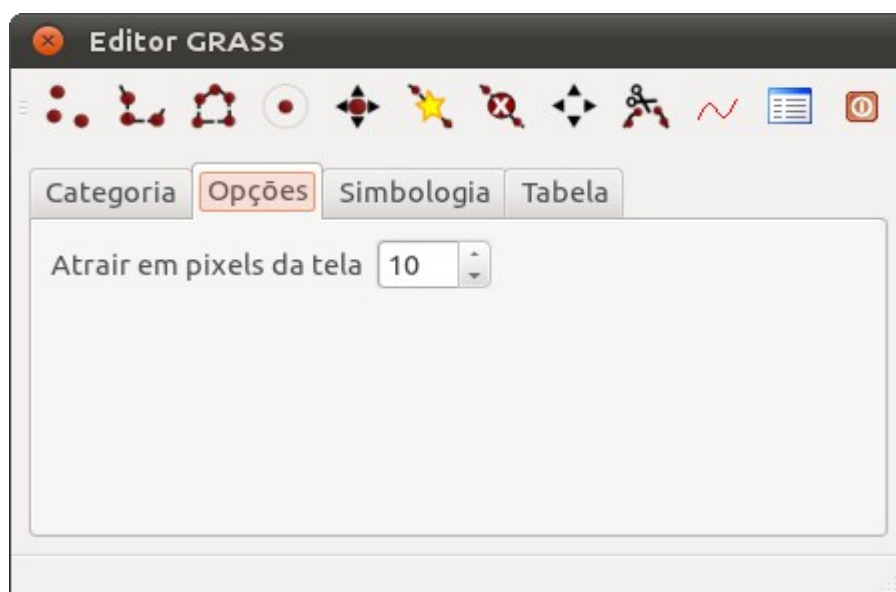 Editor GRASS
Categoria Opções Simbologia Tabela
Atrair em pixels da tela 10